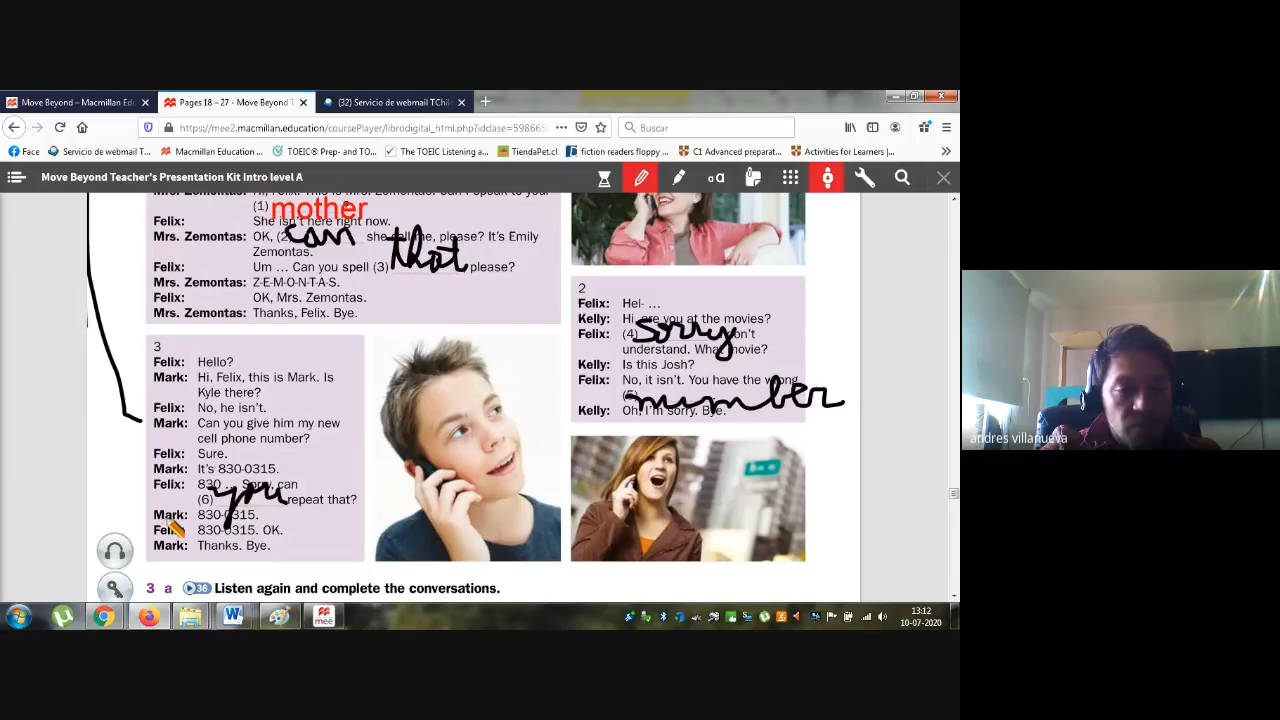 Move Beyond – Macmillan Edu
Pages 18 – 27 - Move Beyond T
(32) Servicio de webmail TChile
https://mee2.macmillan.education/coursePlayer/librodigital_html.php?idclase=598665
Buscar
Face
Servicio de webmail T...
Macmillan Education ...
TOEIC® Prep- and TO...
The TOEIC Listening a...
TiendaPet.cl
fiction readers floppy ...
C1 Advanced preparat...
Activities for Learners |...
Move Beyond Teacher's Presentation Kit Intro level A
a
(1) mother
Felix: She isn't here right now.
Mrs. Zemontas: OK, (2) can she call me, please? It's Emily
Zemontas.
Felix: Um ... Can you spell (3) that please?
Mrs. Zemontas: Z-E-M-O-N-T-A-S.
Felix: OK, Mrs. Zemontas.
Mrs. Zemontas: Thanks, Felix. Bye.
2
Felix: Hel- ...
Kelly: Hi, are you at the movies?
Felix: (4) sorry don't
understand. What movie?
Kelly: Is this Josh?
Felix: No, it isn't. You have the wrong
(5) number
Kelly: Oh, I'm sorry. Bye.
3
Felix: Hello?
Mark: Hi, Felix, this is Mark. Is
Kyle there?
Felix: No, he isn't.
Mark: Can you give him my new
cell phone number?
Felix: Sure.
Mark: It's 830-0315.
Felix: 830 ... Sorry, can
(6) you repeat that?
Mark: 830-0315.
Felix: 830-0315. OK.
Mark: Thanks. Bye.
3 a 36 Listen again and complete the conversations.
mee
13:12
10-07-2020
andres villanueva